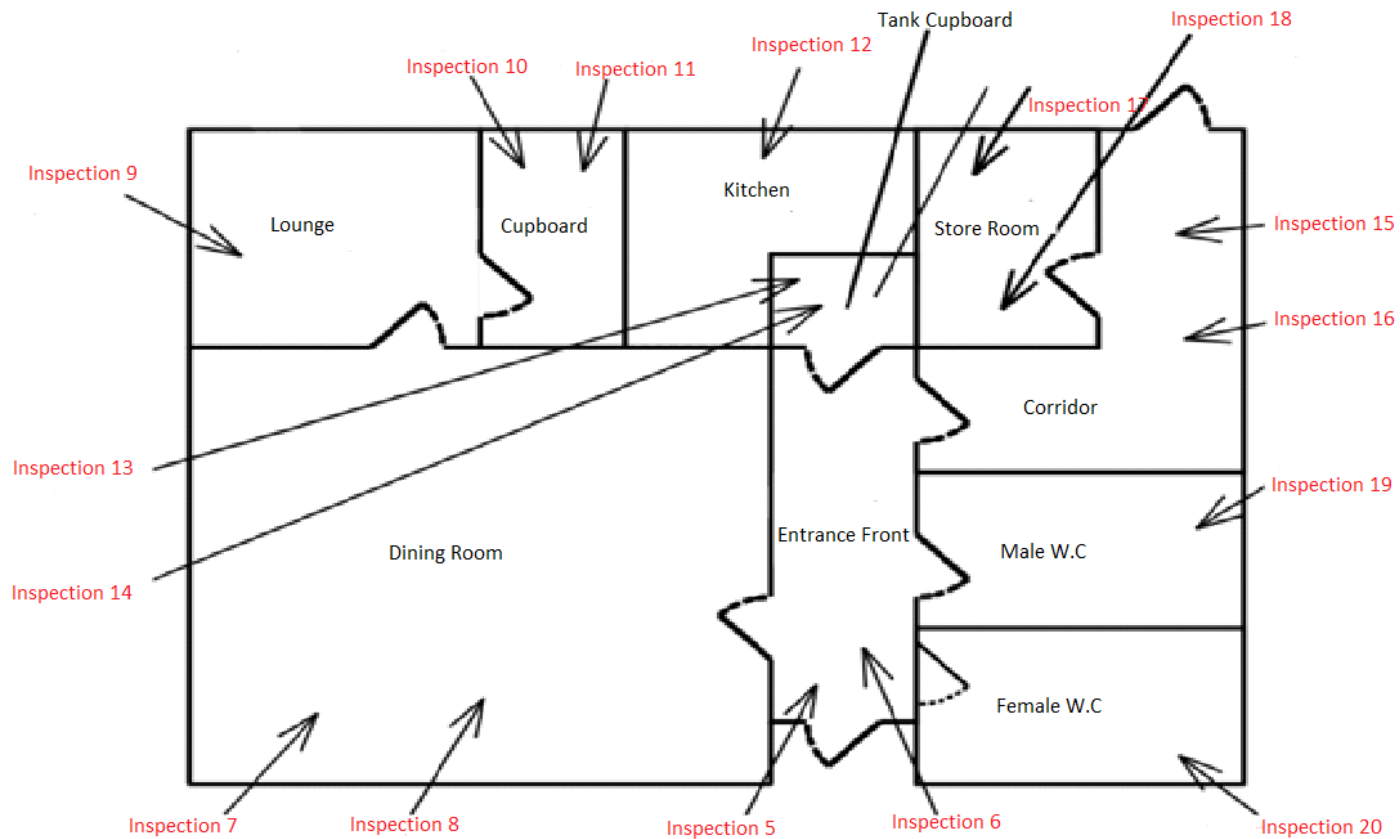 Tank Cupboard
Inspection 18
Inspection 12
Inspection 10
Inspection 11
Inspection 17
Inspection 9
Kitchen
Lounge
Cupboard
Store Room
Inspection 15
Inspection 16
Corridor
Inspection 13
Inspection 19
Entrance Front
Dining Room
Male W.C
Inspection 14
Female W.C
Inspection 7
Inspection 8
Inspection 5
Inspection 6
Inspection 20